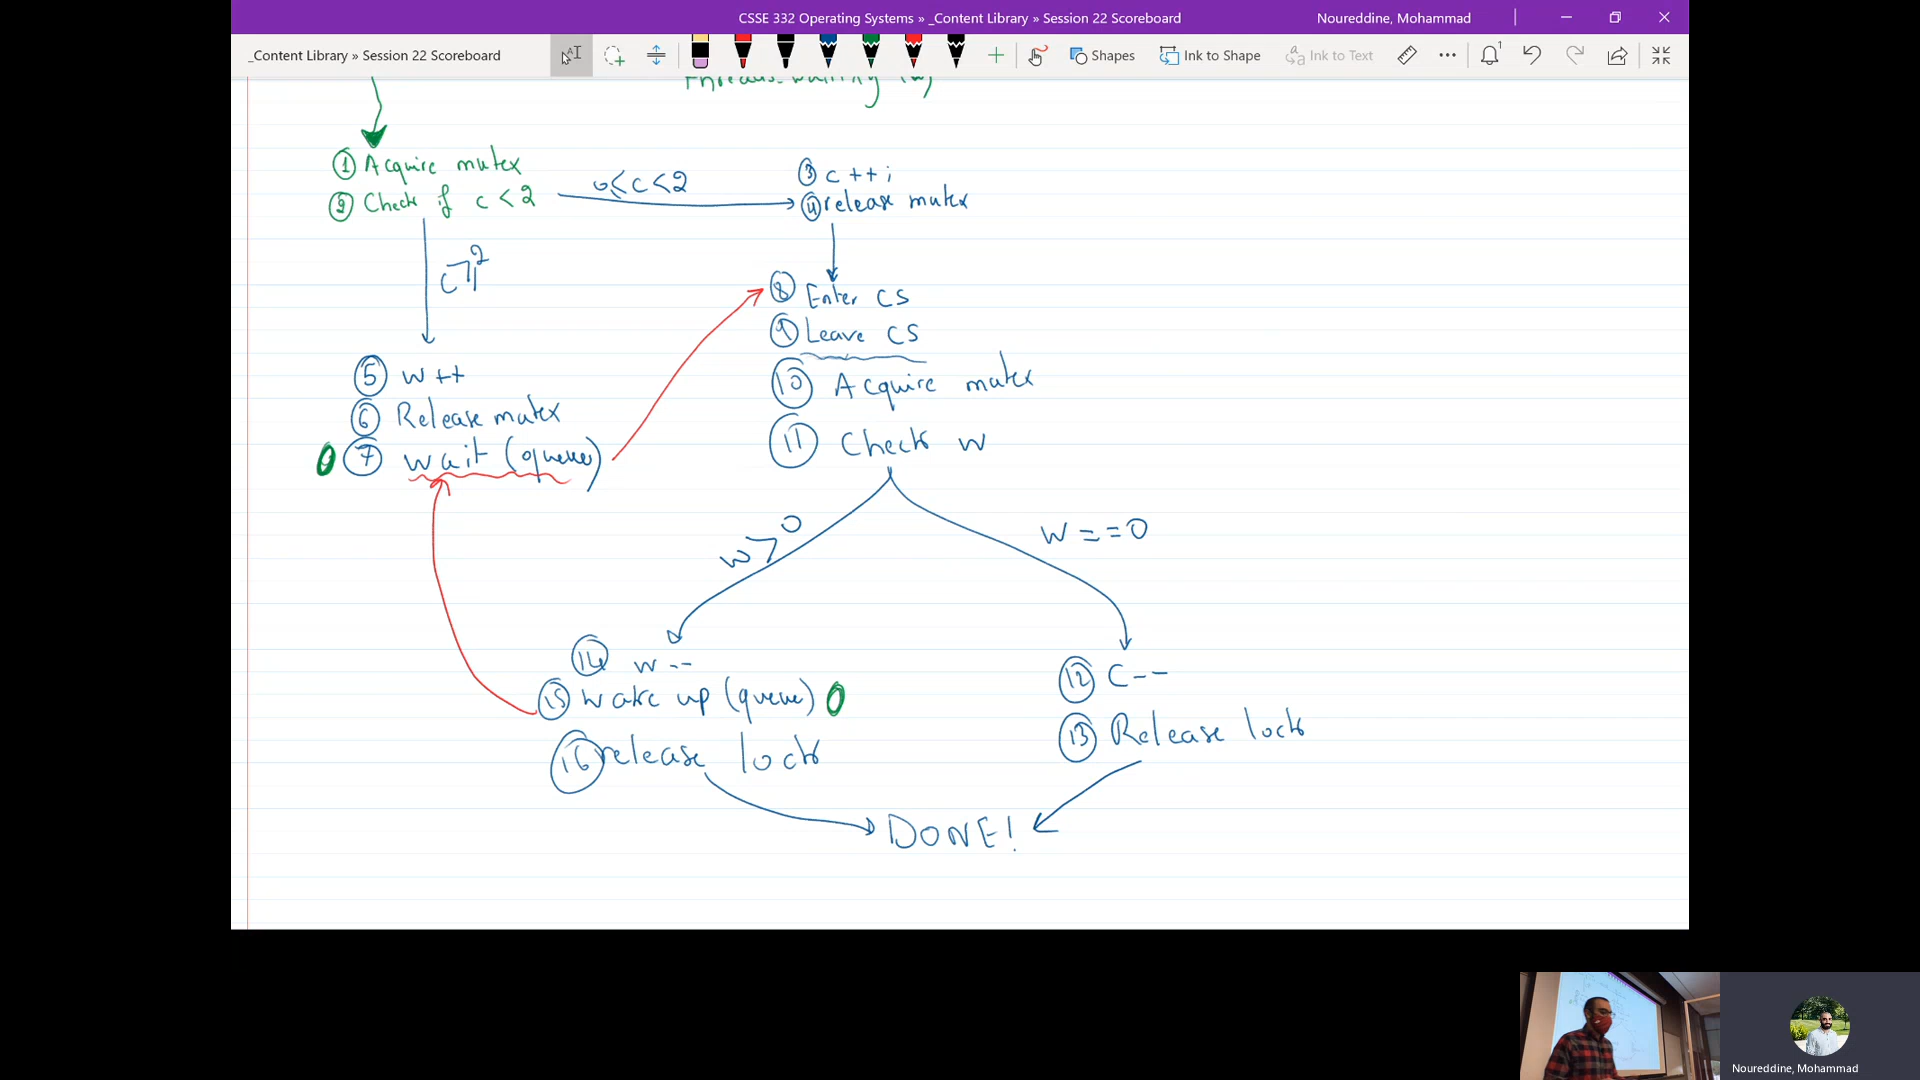 CSSE 332 Operating Systems » _Content Library » Session 22 Scoreboard
Noureddine, Mohammad
_Content Library » Session 22 Scoreboard
Shapes
Ink to Shape
Ink to Text
1
threads waiting (w)
① Acquire mutex
② Check if c < 2
0 ≤ c < 2
③ c++;
④ release mutex
c ≥ 2
⑧ Enter CS
⑨ Leave CS
⑤ w++
⑥ Release mutex
⑦ wait (queue)
⑩ Acquire mutex
⑪ Check w
w > 0
w == 0
⑭ w--
⑮ wake up (queue)
⑯ release lock
⑫ C--
⑬ Release lock
DONE!
Noureddine, Mohammad